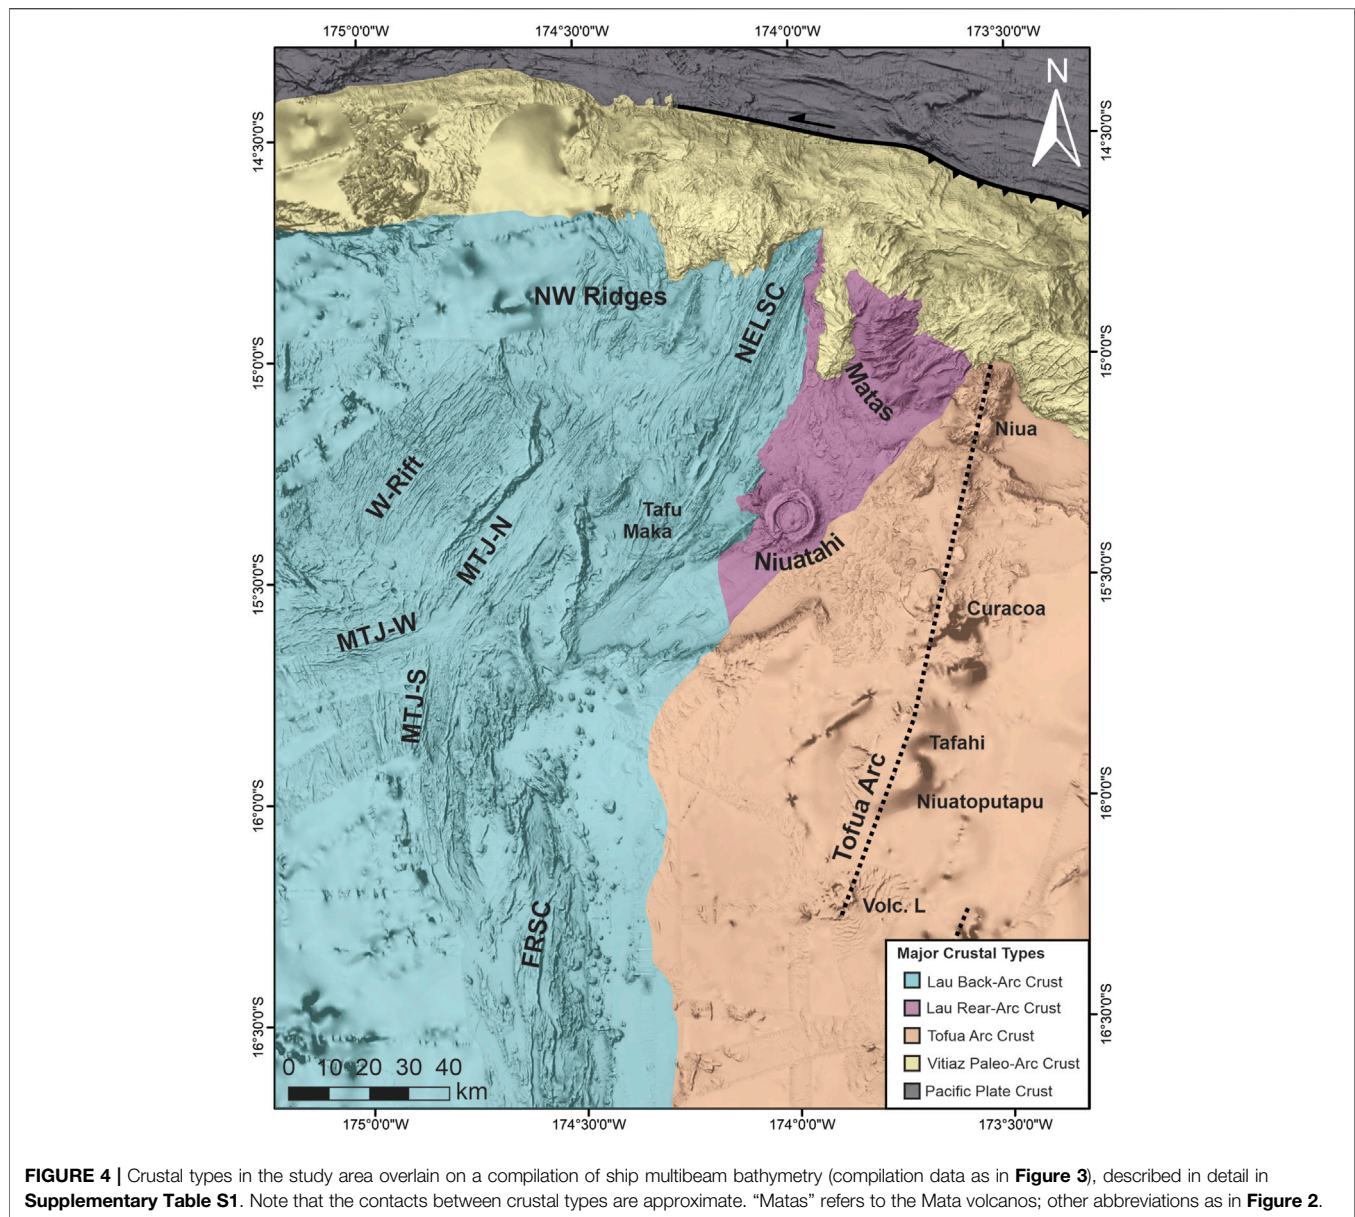 175°0'0"W 174°30'0"W 174°0'0"W 173°30'0"W
N
14°30'0"S 14°30'0"S
NW Ridges
NELSC
15°0'0"S 15°0'0"S
Matas
Niua
W-Rift
Tafu
Maka
MTJ-N
Niuatahi
15°30'0"S 15°30'0"S
Curacoa
MTJ-W
MTJ-S
Tafahi
Niuatoputapu
16°0'0"S 16°0'0"S
Tofua Arc
Volc. L
FRSC
16°30'0"S 16°30'0"S
Major Crustal Types
Lau Back-Arc Crust
Lau Rear-Arc Crust
Tofua Arc Crust
Vitiaz Paleo-Arc Crust
Pacific Plate Crust
0 10 20 30 40
km
175°0'0"W 174°30'0"W 174°0'0"W 173°30'0"W
FIGURE 4 | Crustal types in the study area overlain on a compilation of ship multibeam bathymetry (compilation data as in Figure 3), described in detail in
Supplementary Table S1. Note that the contacts between crustal types are approximate. “Matas” refers to the Mata volcanos; other abbreviations as in Figure 2.